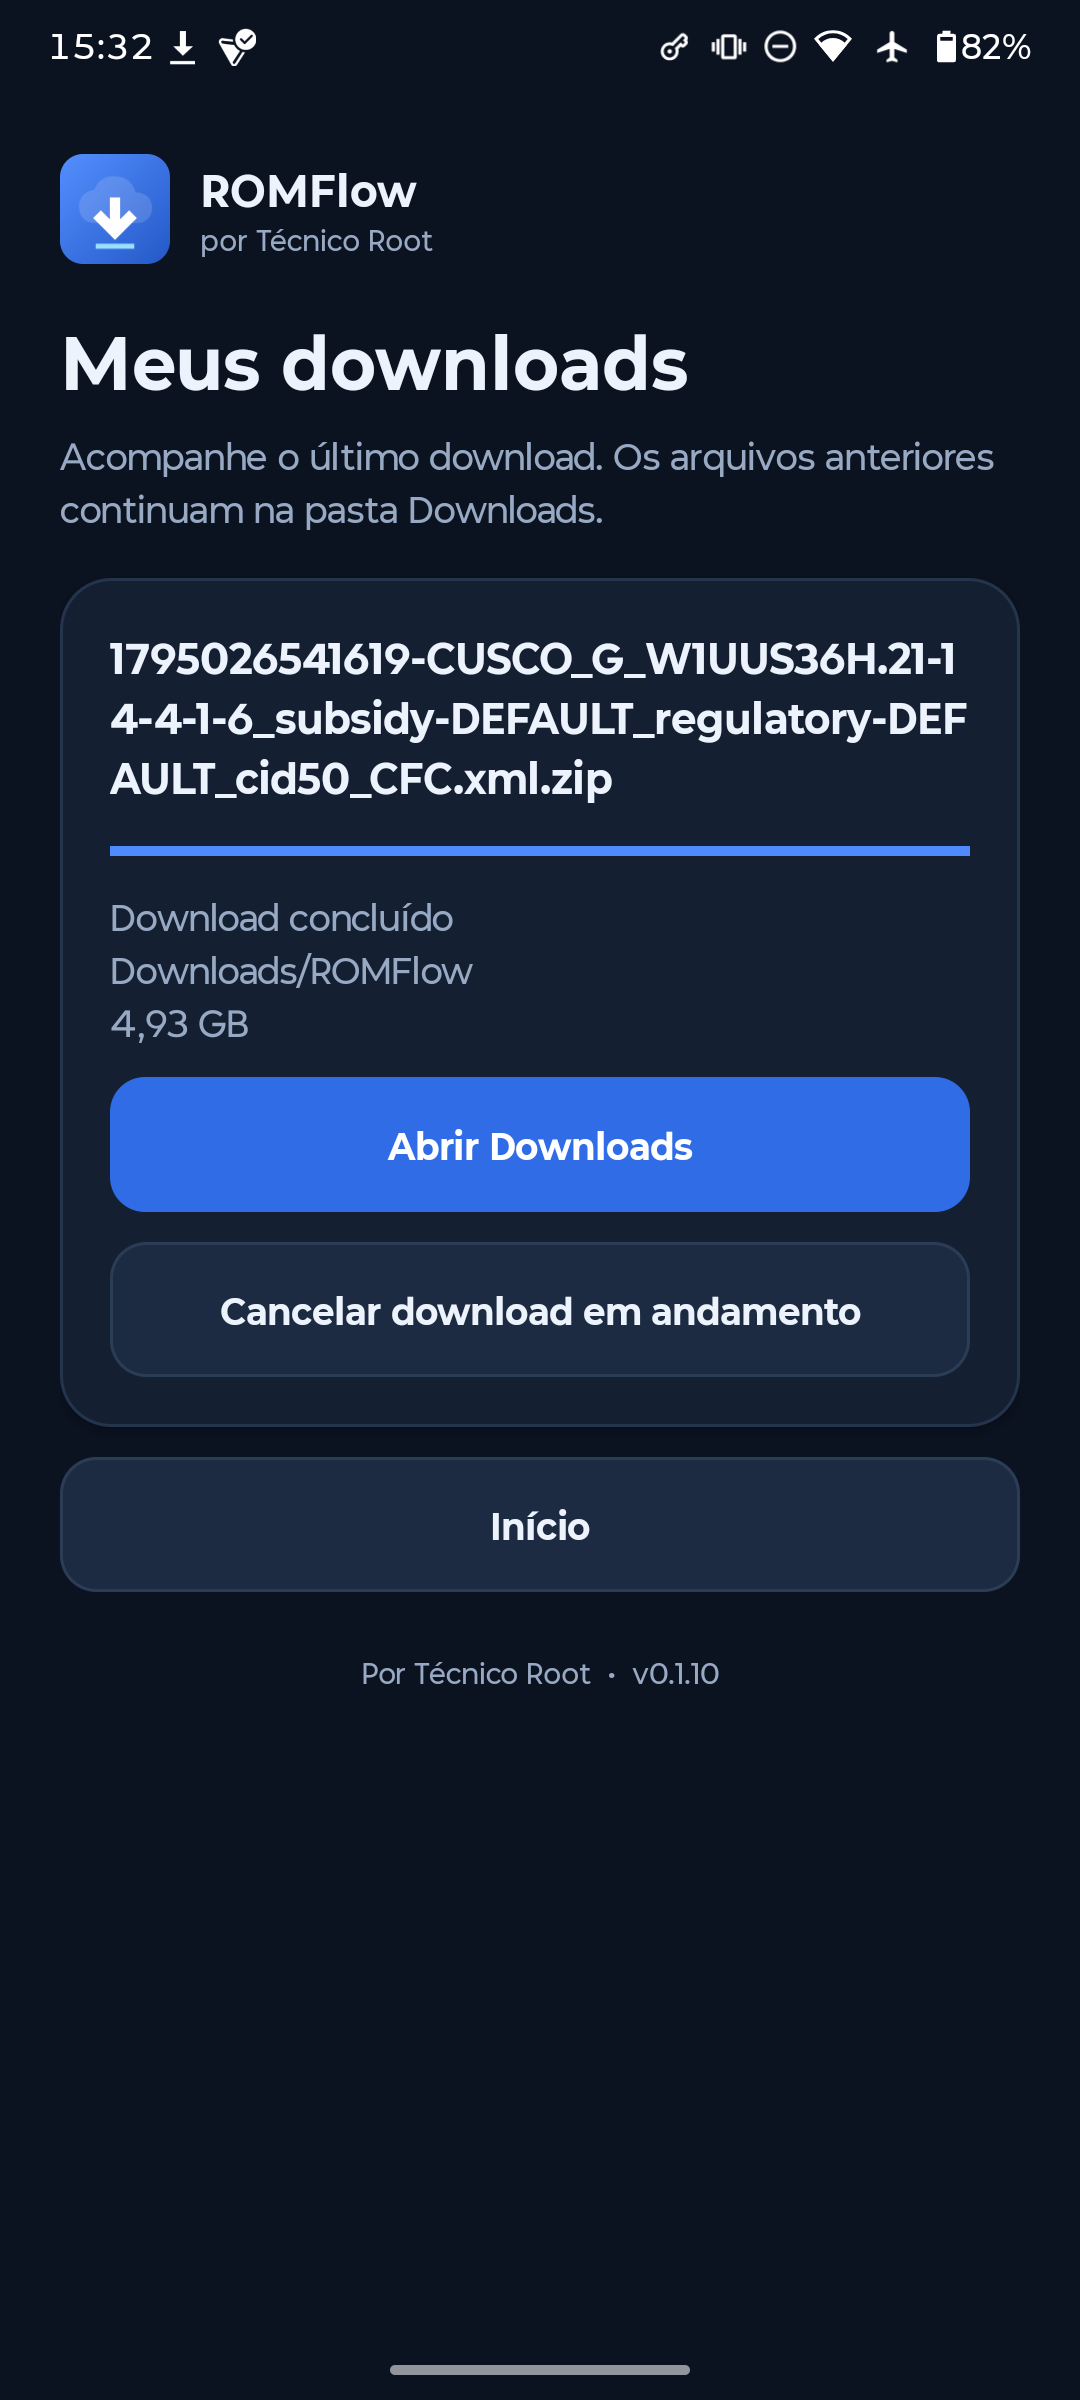 15:32
82%
ROMFlow
por Técnico Root
Meus downloads
Acompanhe o último download. Os arquivos anteriores
continuam na pasta Downloads.
1795026541619-CUSCO_G_W1UUS36H.21-1
4-4-1-6_subsidy-DEFAULT_regulatory-DEF
AULT_cid50_CFC.xml.zip
Download concluído
Downloads/ROMFlow
4,93 GB
Abrir Downloads
Cancelar download em andamento
Início
Por Técnico Root • v0.1.10